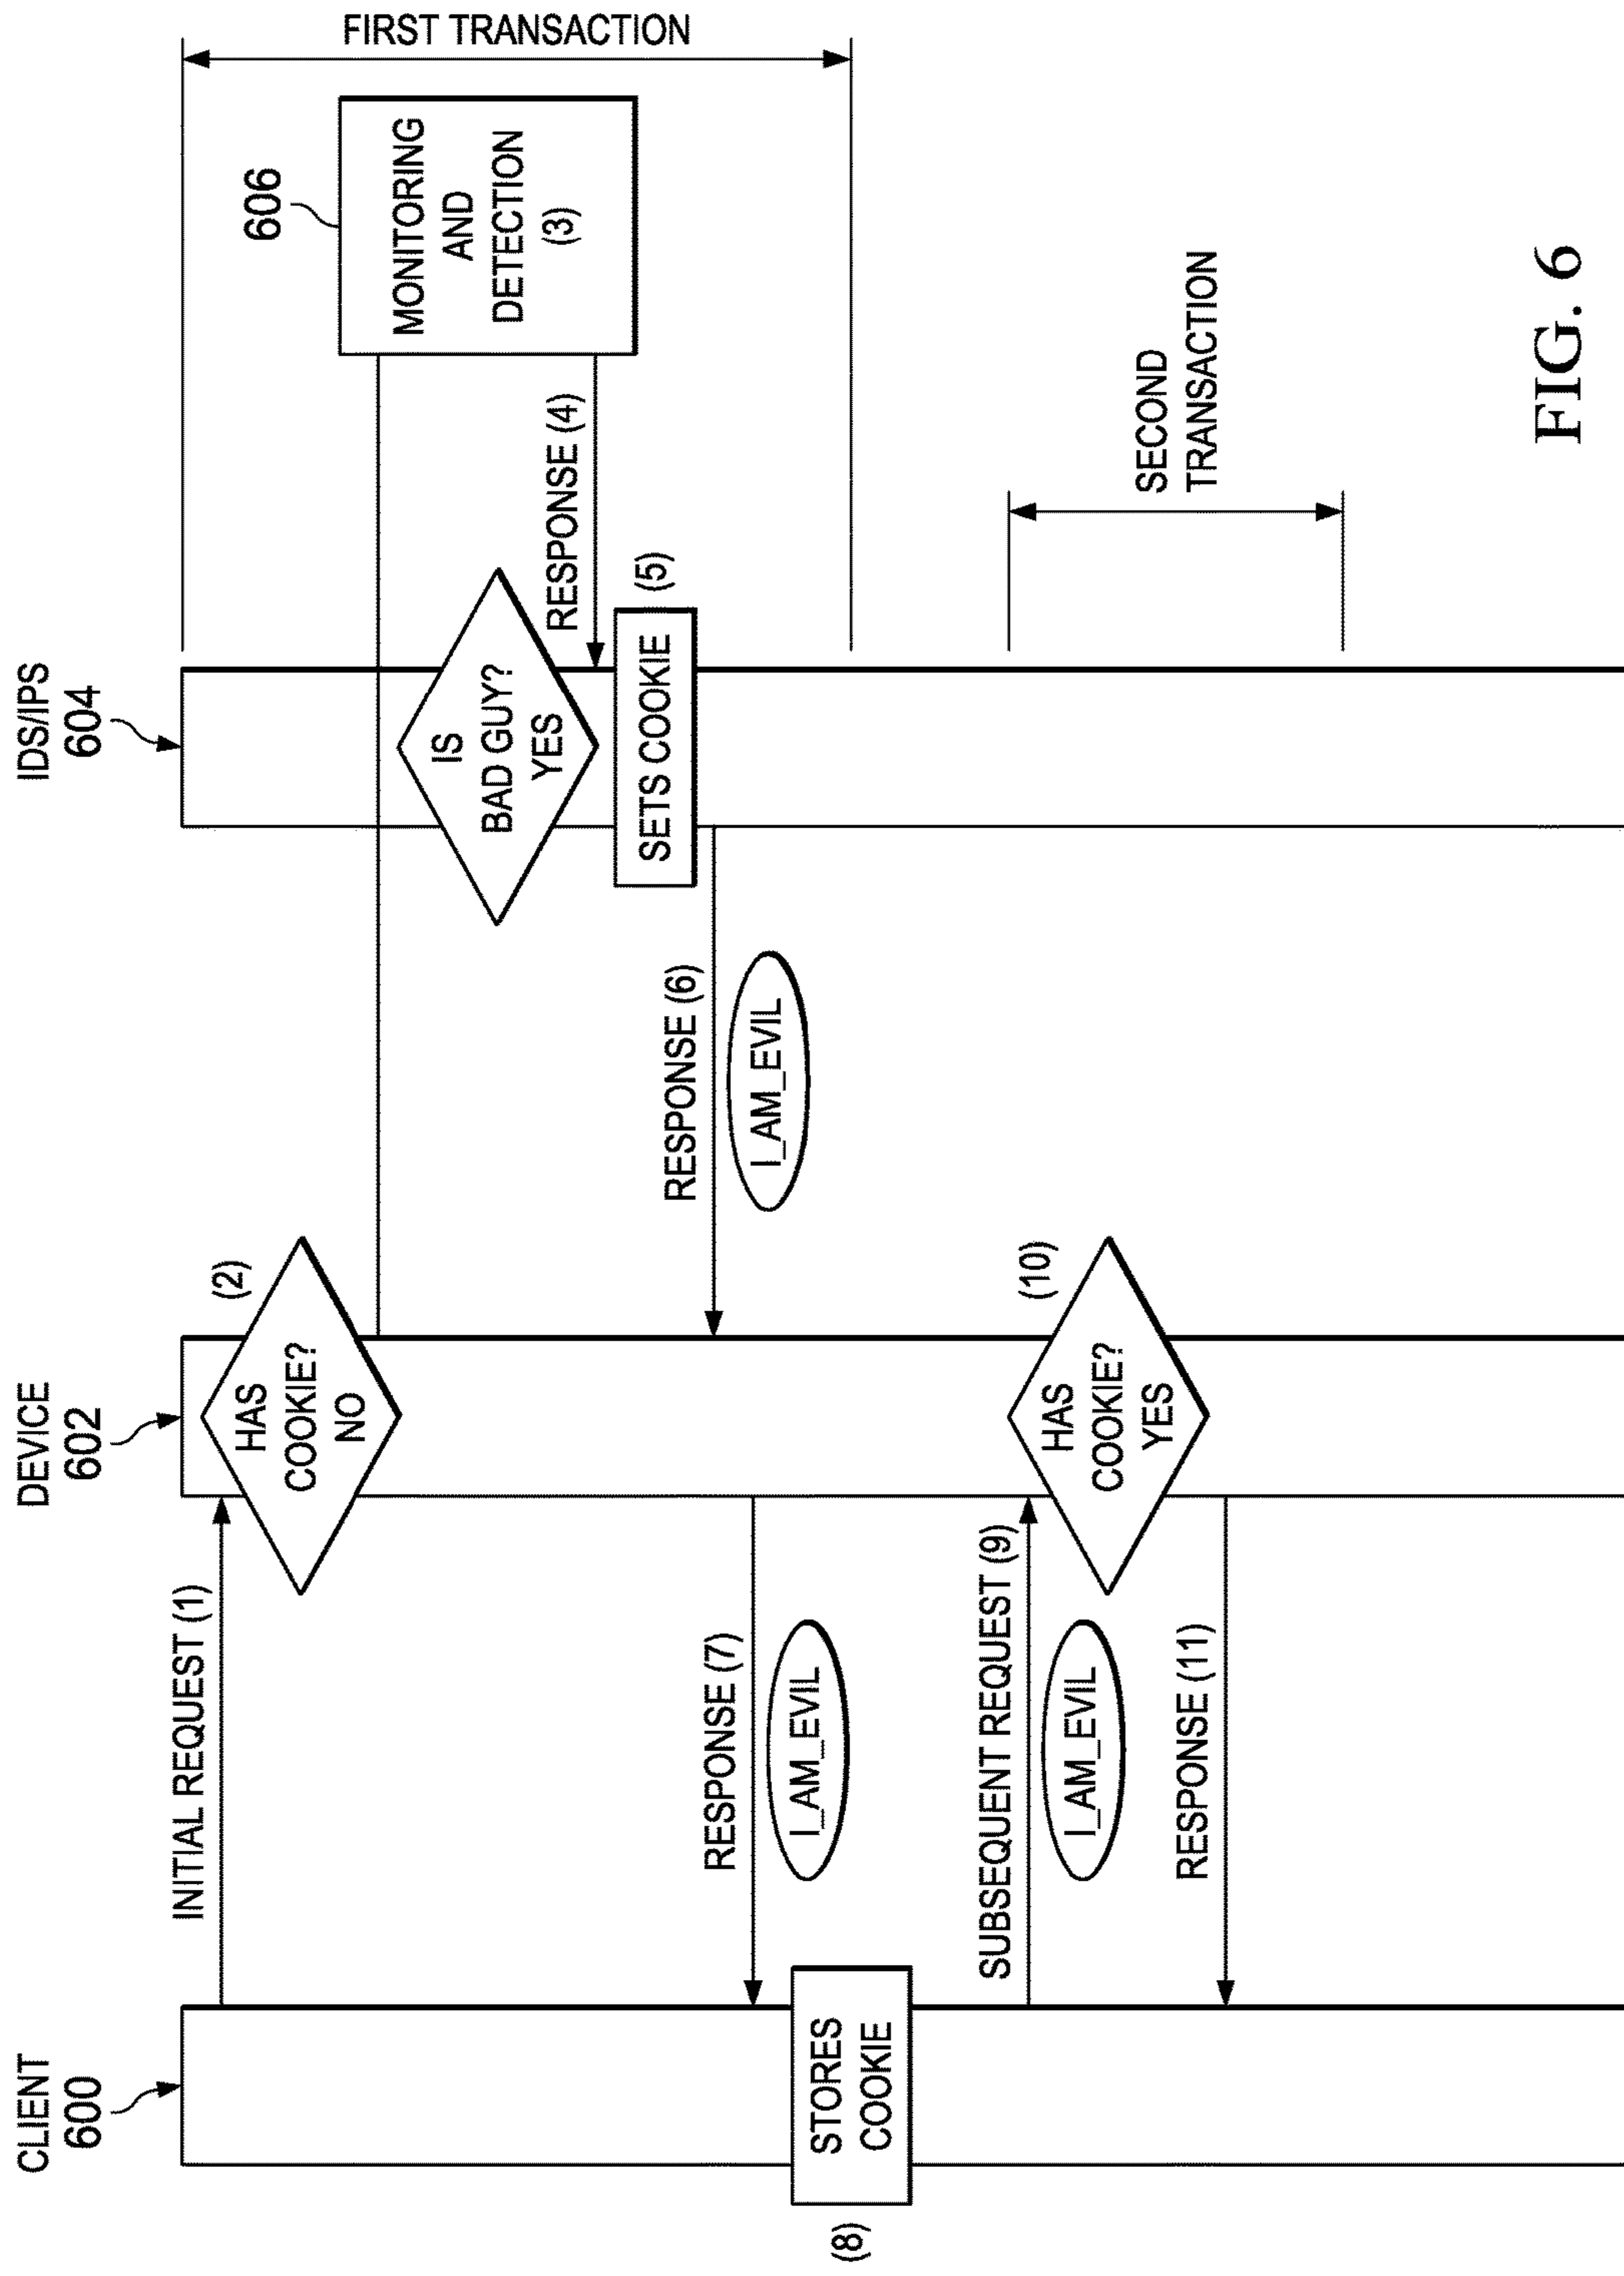 CLIENT
600
DEVICE
602
IDS/IPS
604
INITIAL REQUEST (1)
(2)
HAS
COOKIE?
NO
606
MONITORING
AND
DETECTION
(3)
FIRST TRANSACTION
IS
BAD GUY?
YES
RESPONSE (4)
SETS COOKIE
(5)
RESPONSE (6)
I_AM_EVIL
RESPONSE (7)
I_AM_EVIL
(8)
STORES
COOKIE
SUBSEQUENT REQUEST (9)
I_AM_EVIL
(10)
HAS
COOKIE?
YES
RESPONSE (11)
SECOND
TRANSACTION
FIG. 6